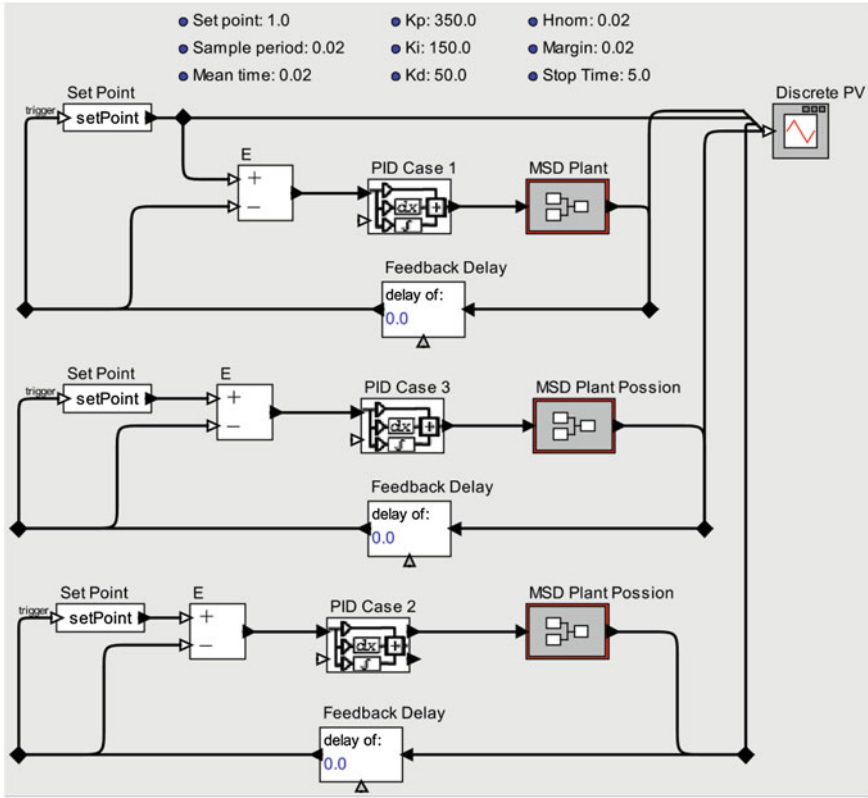 Set point: 1.0 Kp: 350.0 Hnom: 0.02
Sample period: 0.02 Ki: 150.0 Margin: 0.02
Mean time: 0.02 Kd: 50.0 Stop Time: 5.0
Set Point Discrete PV
trigger setPoint
E PID Case 1 MSD Plant
+
−
dx
+
∫
Feedback Delay
delay of:
0.0
Set Point E PID Case 3 MSD Plant Possion
trigger setPoint +
−
dx
+
∫
Feedback Delay
delay of:
0.0
Set Point E PID Case 2 MSD Plant Possion
trigger setPoint +
−
dx
+
∫
Feedback Delay
delay of:
0.0